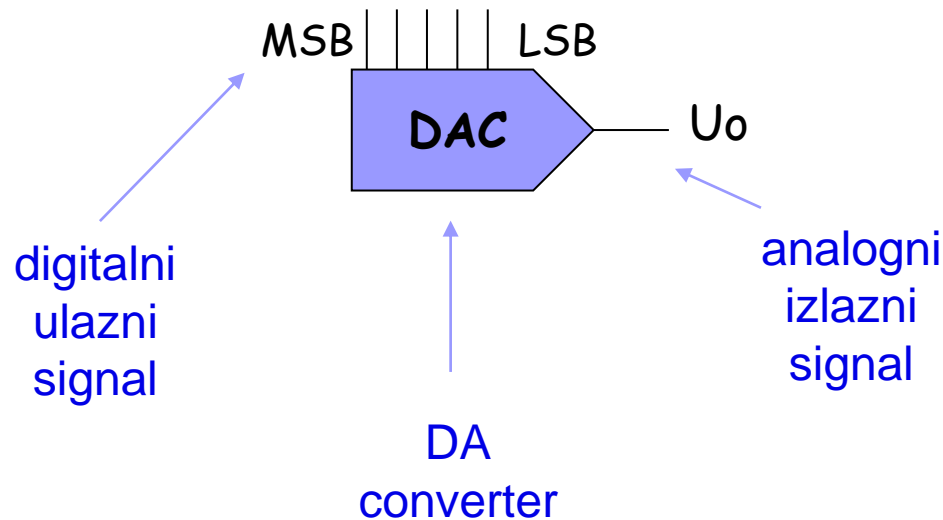 MSB LSB
DAC
Uo
digitalni
ulazni
signal
analogni
izlazni
signal
DA
converter